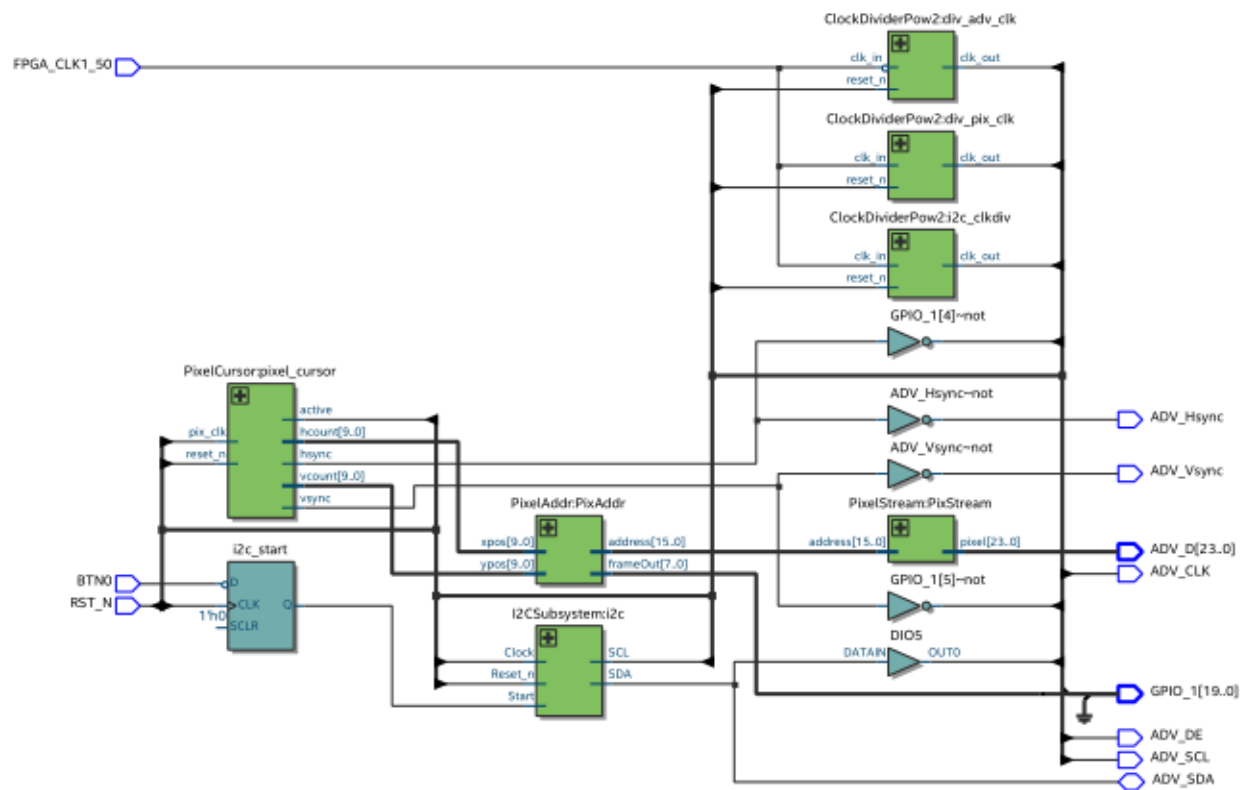 ClockDividerPow2:div_adv_clk
FPGA_CLK1_50
clk_in
clk_out
reset_n
ClockDividerPow2:div_pix_clk
clk_in
clk_out
reset_n
ClockDividerPow2:i2c_clkdiv
clk_in
clk_out
reset_n
GPIO_1[4]~not
PixelCursor:pixel_cursor
ADV_Hsync~not
active
ADV_Hsync
pix_clk
hcount[9..0]
reset_n
hsync
ADV_Vsync~not
vcount[9..0]
ADV_Vsync
vsync
PixelAddr:PixAddr
PixelStream:PixStream
xpos[9..0]
address[15..0]
address[15..0]
pixel[23..0]
ADV_D[23..0]
i2c_start
ypos[9..0]
frameOut[7..0]
ADV_CLK
BTN0
D
GPIO_1[5]~not
RST_N
CLK
Q
1'h0
SCLR
I2CSubsystem:i2c
DIO5
Clock
SCL
DATAIN
OUT0
Reset_n
SDA
Start
GPIO_1[19..0]
ADV_DE
ADV_SCL
ADV_SDA